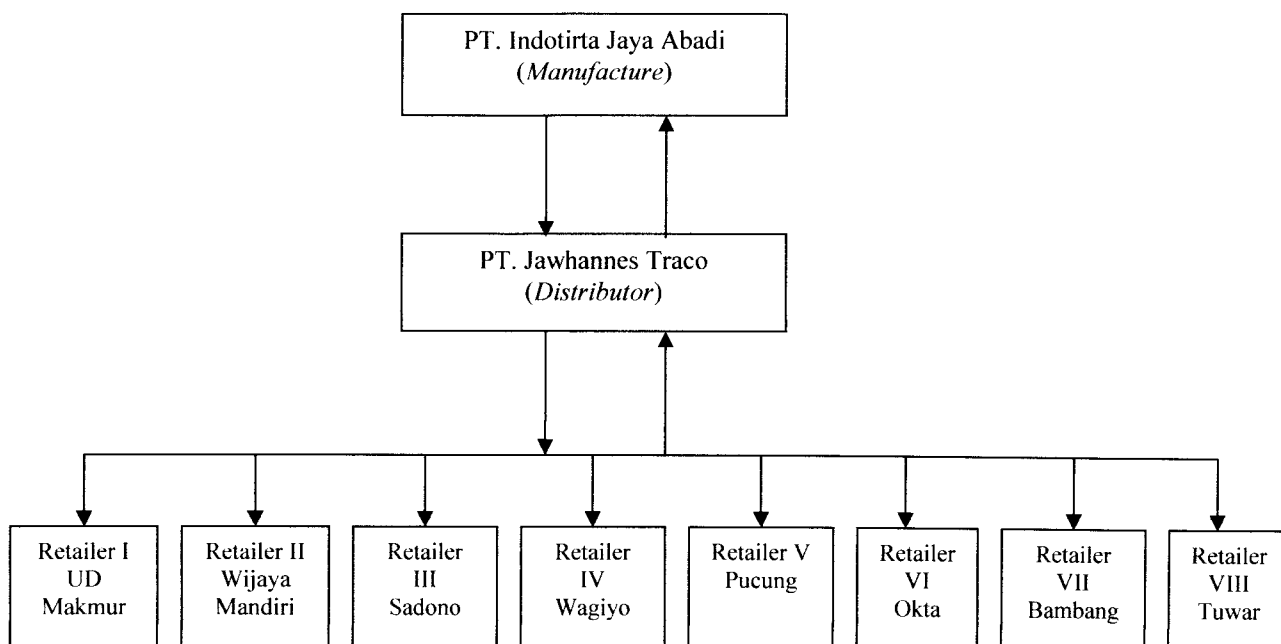 PT. Indotirta Jaya Abadi
(Manufacture)
PT. Jawhannes Traco
(Distributor)
Retailer I
UD
Makmur
Retailer II
Wijaya
Mandiri
Retailer
III
Sadono
Retailer
IV
Wagiyo
Retailer V
Pucung
Retailer
VI
Okta
Retailer
VII
Bambang
Retailer
VIII
Tuwar